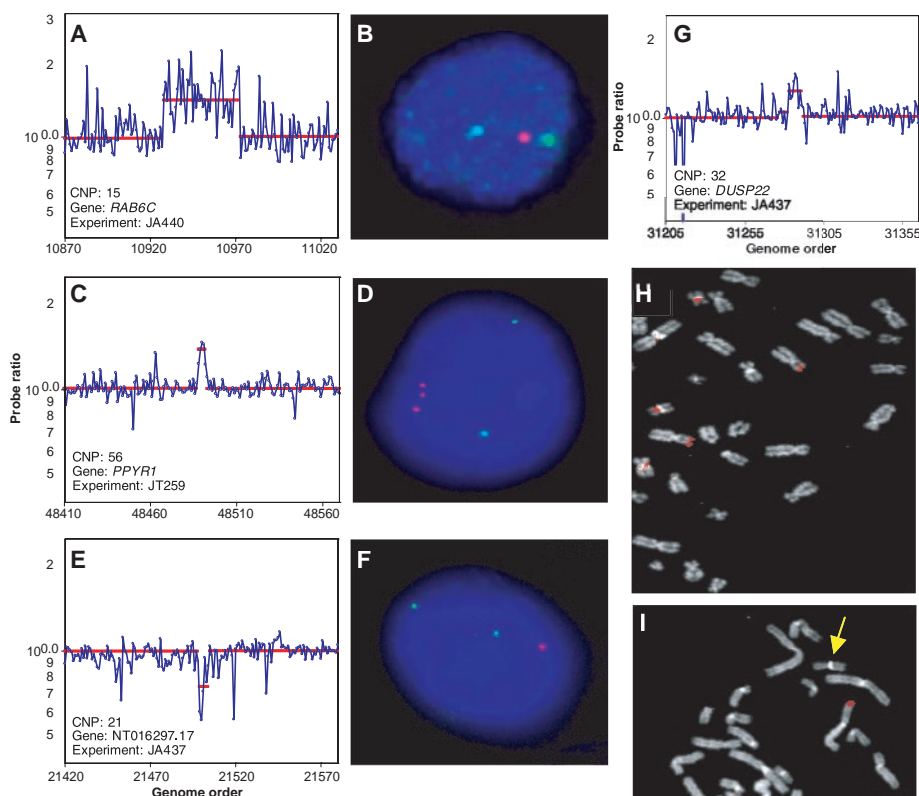 A
3
2
10 0.0
9
8
7
6
5
CNP: 15
Gene: RAB6C
Experiment: JA440
10870 10920 10970 11020
B
G
2
Probe ratio
10 0.0
9
8
7
6
5
CNP: 32
Gene: DUSP22
Experiment: JA437
31205 31255 31305 31355
Genome order
C
2
Probe ratio
10 0.0
9
8
7
6
5
CNP: 56
Gene: PPYR1
Experiment: JT259
48410 48460 48510 48560
D
H
E
2
10 0.0
9
8
7
6
5
CNP: 21
Gene: NT016297.17
Experiment: JA437
21420 21470 21520 21570
Genome order
F
I